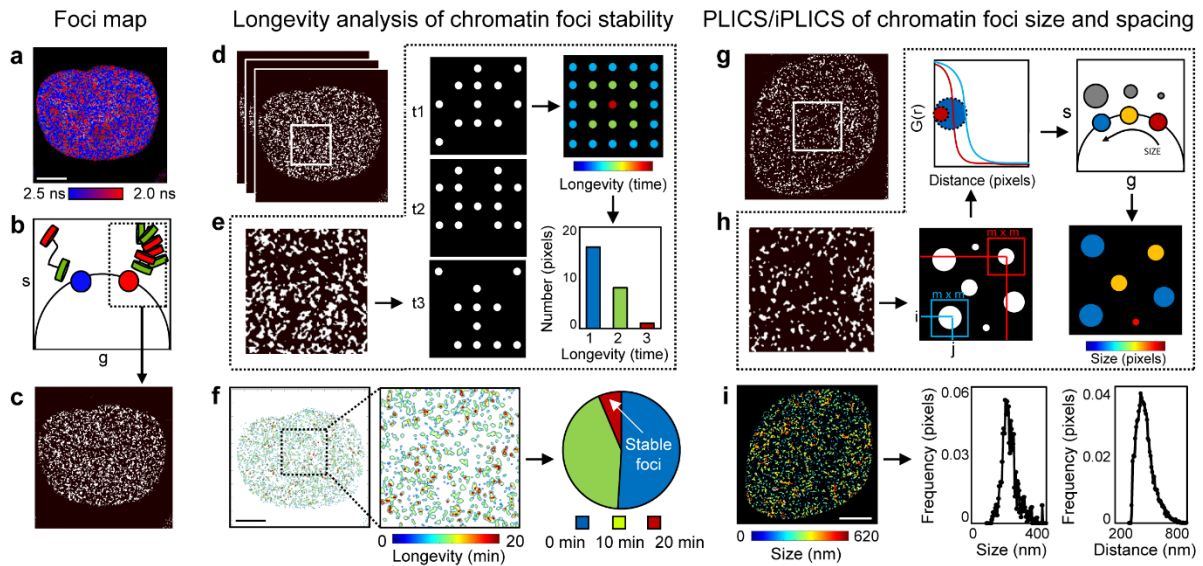 Foci map
Longevity analysis of chromatin foci stability
PLICS/iPLICS of chromatin foci size and spacing
a
2.5 ns 2.0 ns
b
s
g
c
d
t1
t2
t3
Longevity (time)
e
Number (pixels)
20
10
0
1 2 3
Longevity (time)
f
Longevity (min)
0 20
Stable
foci
0 min 10 min 20 min
g
G(r)
Distance (pixels)
s
SIZE
g
h
m x m
m x m
i
j
Size (pixels)
i
0 620
Size (nm)
Frequency (pixels)
0.06
0.03
0
0 400
Size (nm)
Frequency (pixels)
0.04
0.02
0
200 800
Distance (nm)